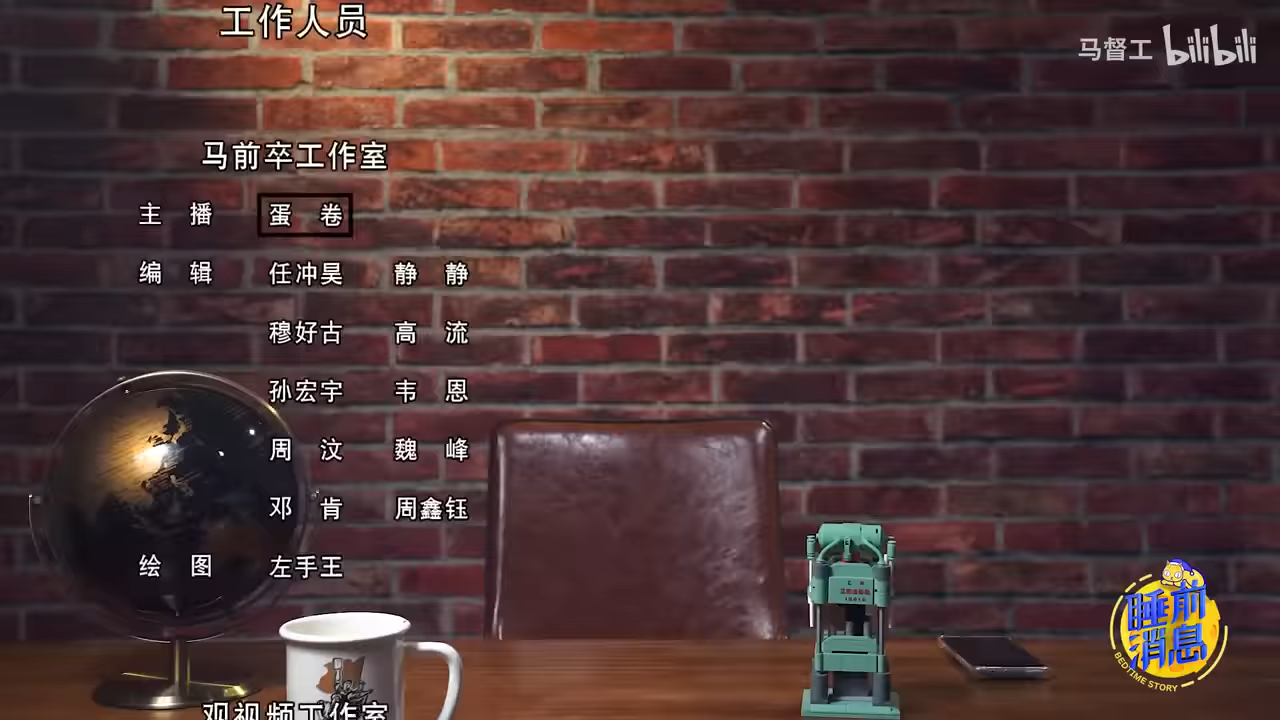 工作人员
马督工 bilibili
马前卒工作室
主 播 蛋 卷
编 辑 任冲昊 静 静
穆好古 高 流
孙宏宇 韦 恩
周 汶 魏 峰
邓 肯 周鑫钰
绘 图 左手王
睡前
消息
BEDTIME STORY
观视频工作室